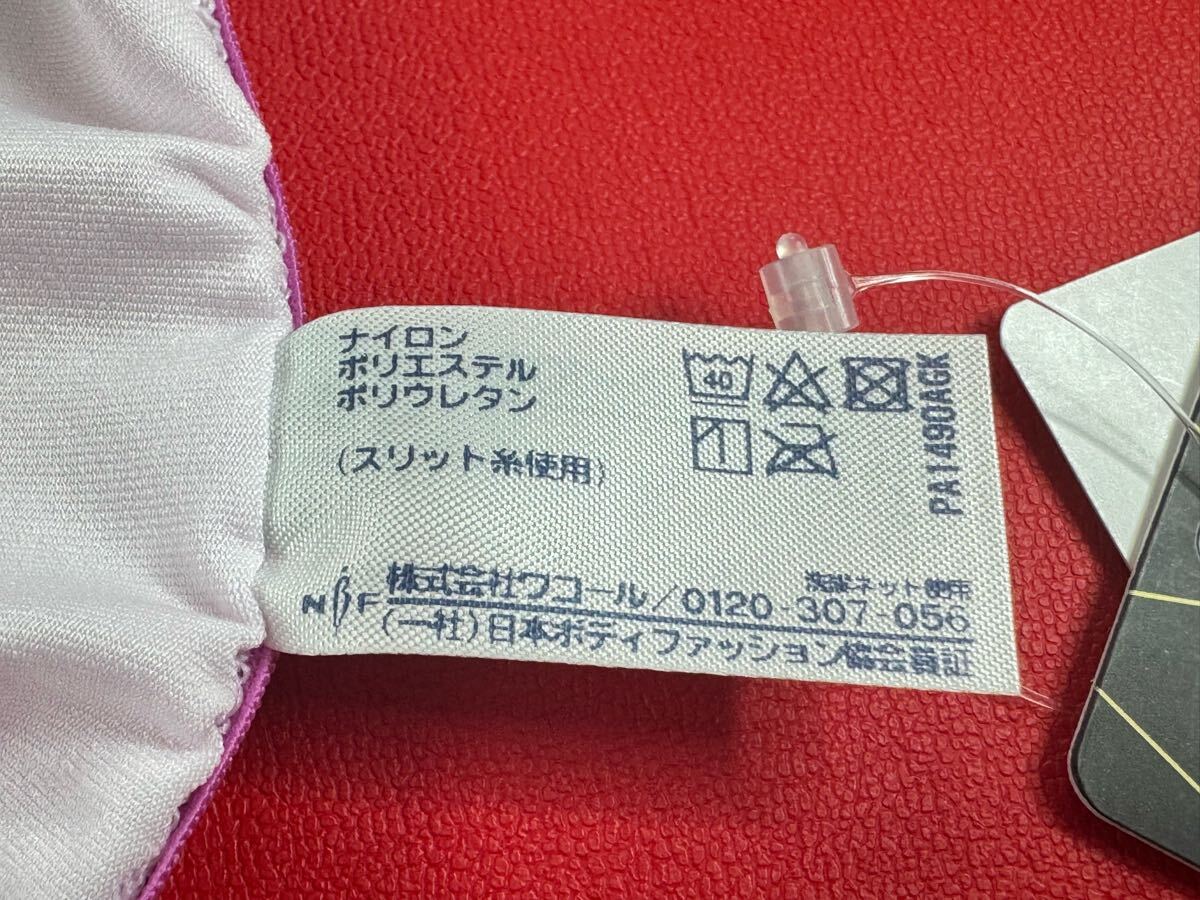 ナイロン
ポリエステル
ポリウレタン
(スリット糸使用)
40
PA1490AGK
洗濯ネット使用
NBF
株式会社ワコール/0120-307-056
(一社)日本ボディファッション協会賛証